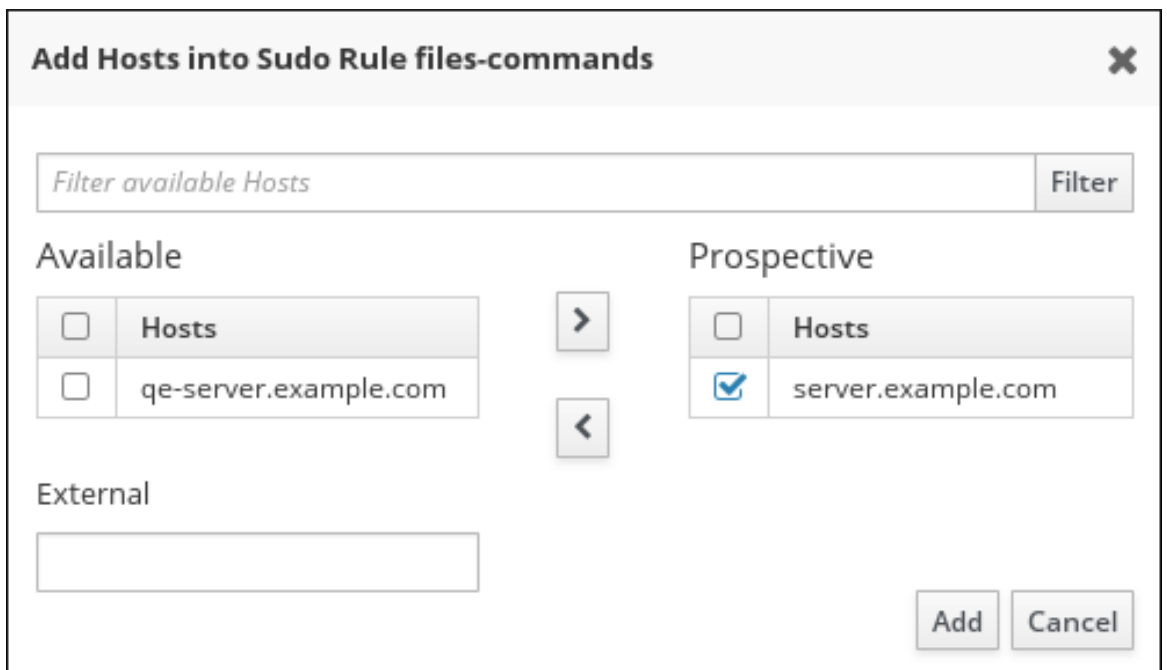 Add Hosts into Sudo Rule files-commands
Filter available Hosts
Filter
Available
Prospective
Hosts
Hosts
qe-server.example.com
server.example.com
External
Add
Cancel